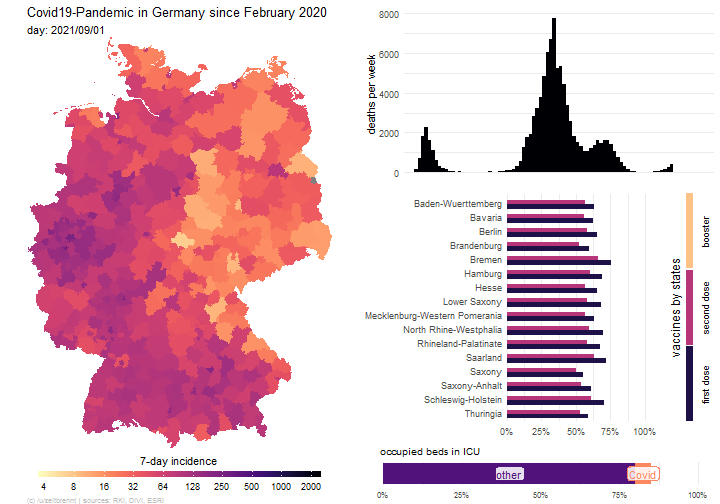 Covid19-Pandemic in Germany since February 2020
day: 2021/09/01
7-day incidence
4 8 16 32 64 120 250 500 1000 2000
(c) /u/zeitbremt | sources: RKI, DIVI, ESRI
deaths per week
8000
6000
4000
2000
0
Baden-Wuerttemberg
Bavaria
Berlin
Brandenburg
Bremen
Hamburg
Hesse
Lower Saxony
Mecklenburg-Western Pomerania
North Rhine-Westphalia
Rhineland-Palatinate
Saarland
Saxony
Saxony-Anhalt
Schleswig-Holstein
Thuringia
0% 25% 50% 75% 100%
vaccines by states
booster
second dose
first dose
occupied beds in ICU
other Covid
0% 25% 50% 75% 100%